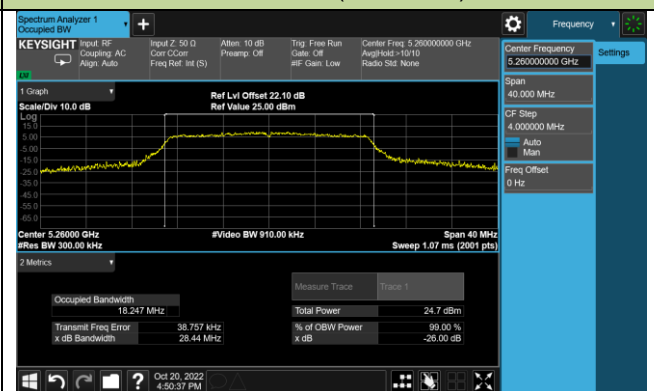 Spectrum Analyzer 1
Occupied BW
Frequency
KEYSIGHT
Input: RF
Coupling: AC
Align: Auto
Input Z: 50 Ω
Corr CCorr
Freq Ref: Int (S)
Atten: 10 dB
Preamp: Off
Trig: Free Run
Gate: Off
#IF Gain: Low
Center Freq: 5.260000000 GHz
Avg|Hold:>10/10
Radio Std: None
Center Frequency
5.260000000 GHz
Settings
Span
40.000 MHz
CF Step
4.000000 MHz
Auto
Man
Freq Offset
0 Hz
1 Graph
Scale/Div 10.0 dB
Ref Lvl Offset 22.10 dB
Ref Value 25.00 dBm
Log
15.0
5.00
-5.00
-15.0
-25.0
-35.0
-45.0
-55.0
-65.0
Center 5.26000 GHz
#Video BW 910.00 kHz
Span 40 MHz
#Res BW 300.00 kHz
Sweep 1.07 ms (2001 pts)
2 Metrics
Measure Trace
Trace 1
Occupied Bandwidth
18.247 MHz
Total Power
24.7 dBm
Transmit Freq Error
38.757 kHz
% of OBW Power
99.00 %
x dB Bandwidth
28.44 MHz
x dB
-26.00 dB
Oct 20, 2022
4:50:37 PM